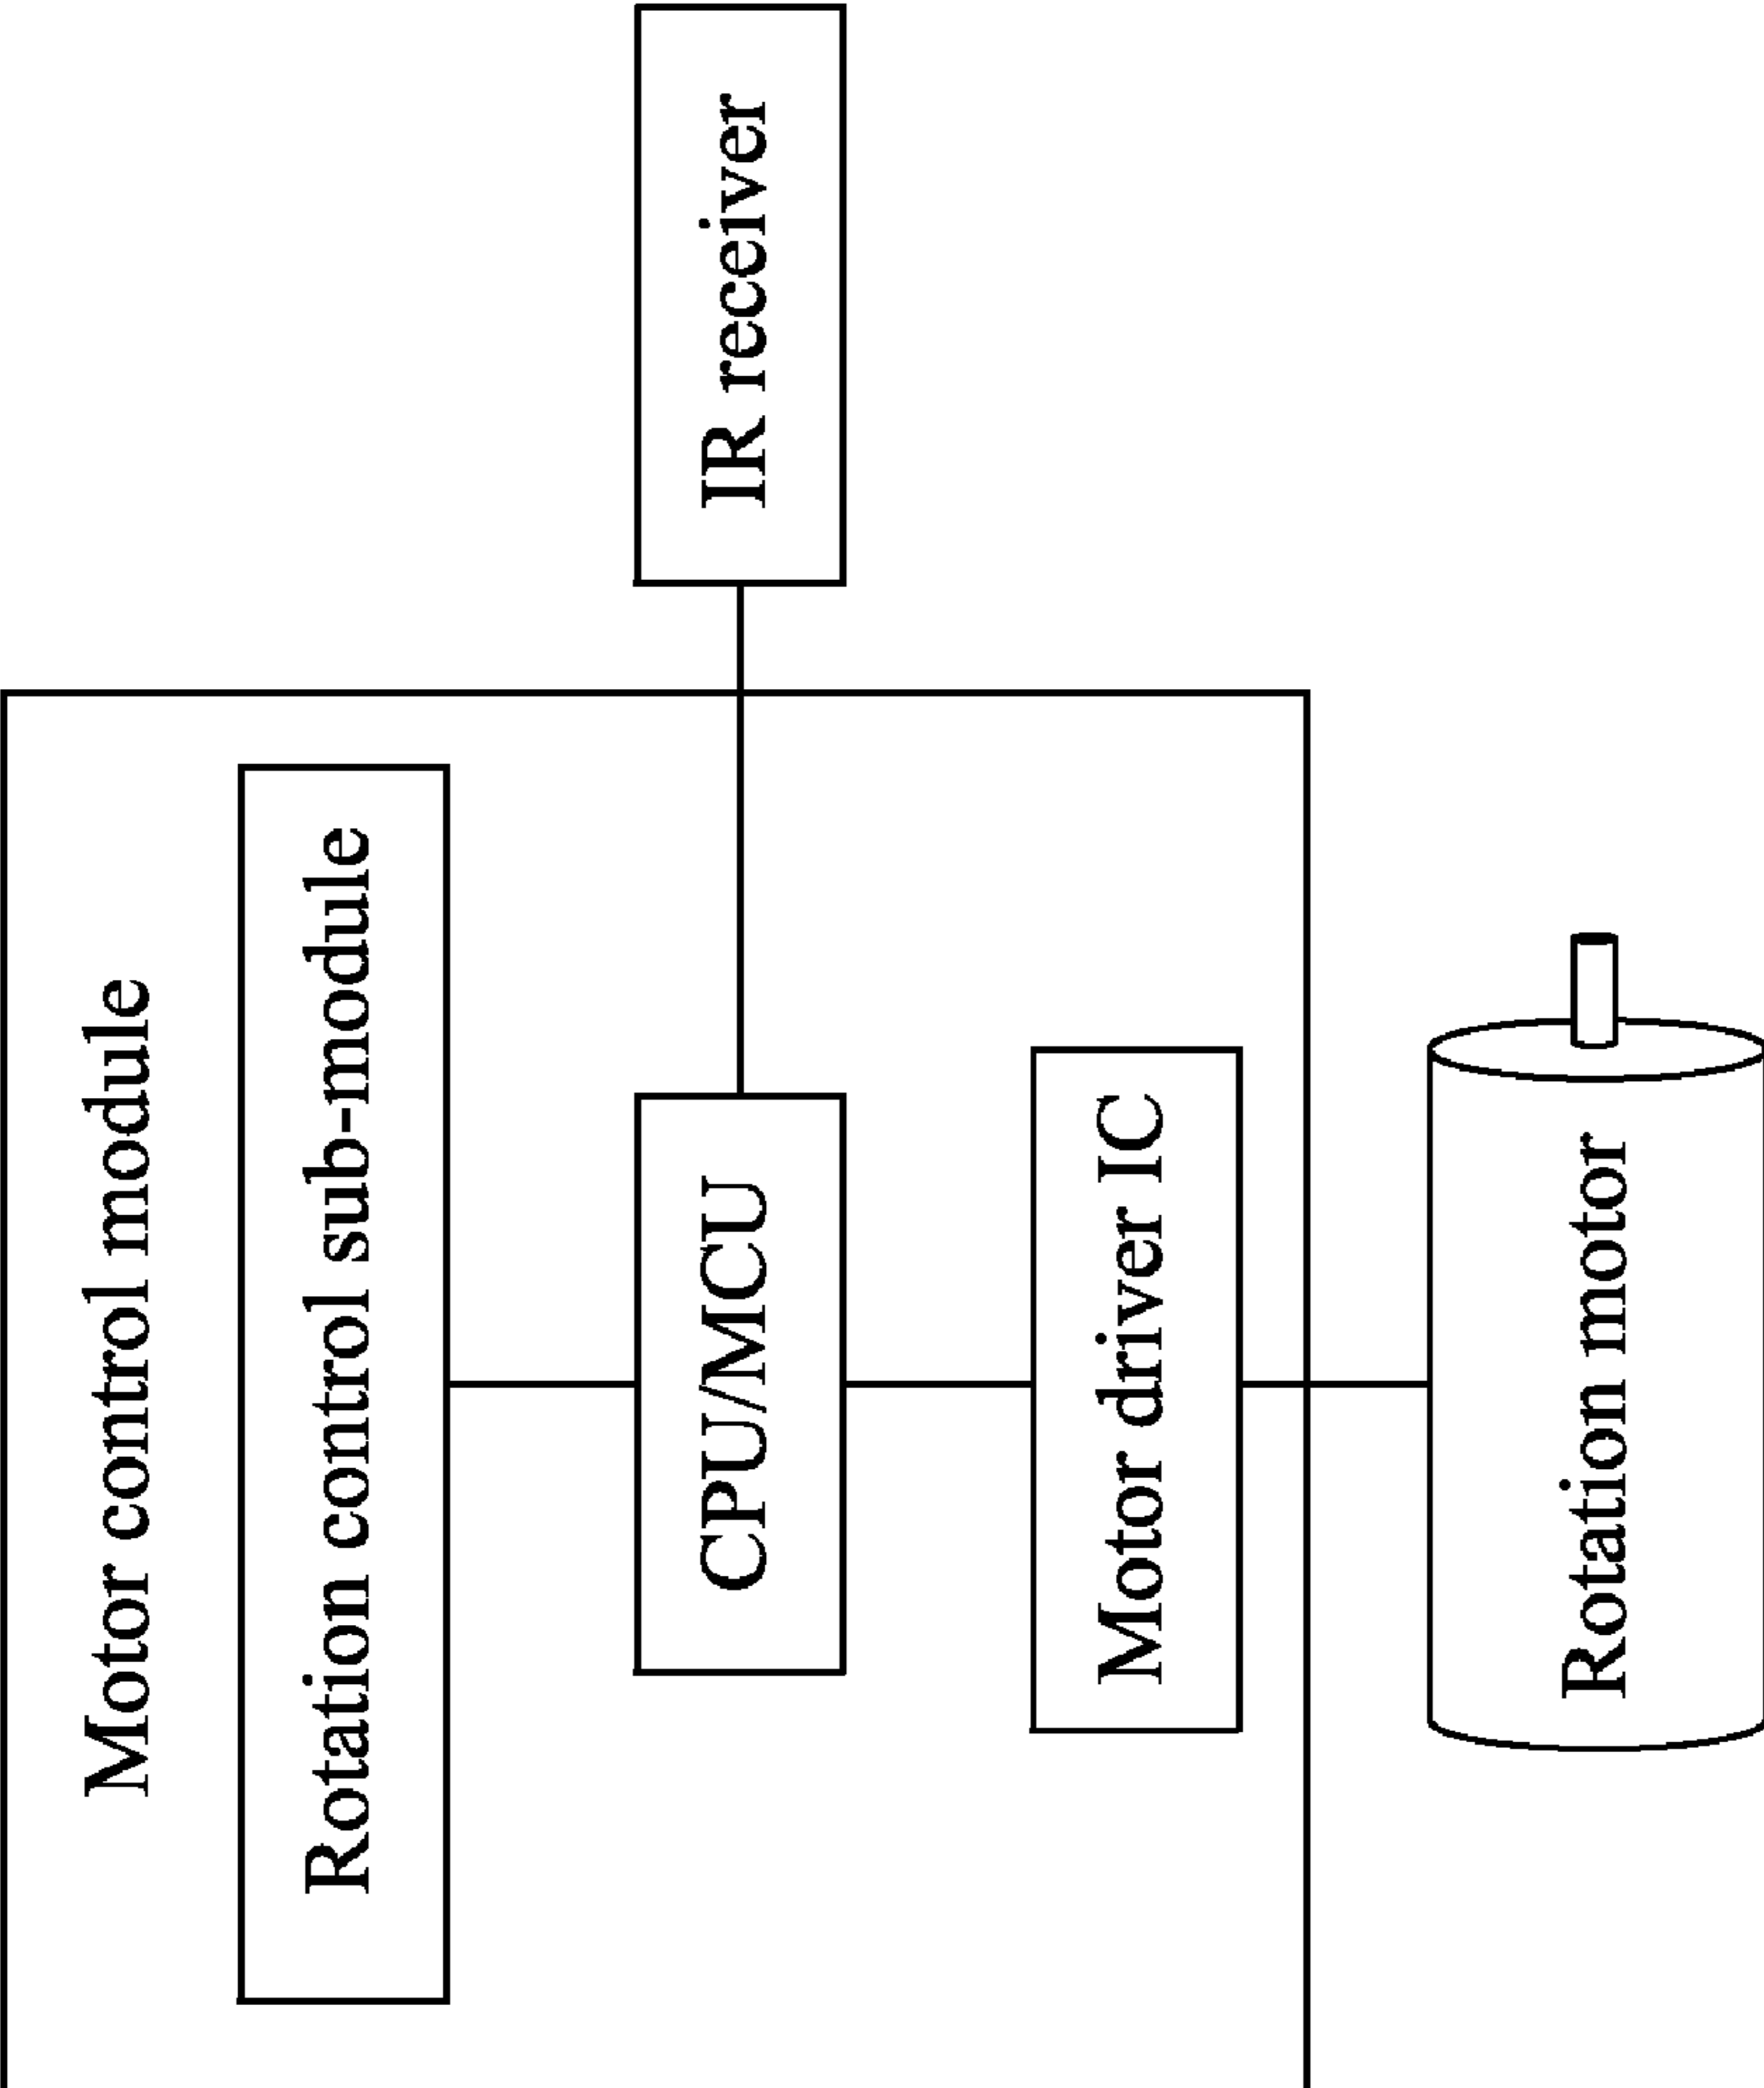 Motor control module
Rotation control sub-module
CPU/MCU
IR receiver
Motor driver IC
Rotation motor